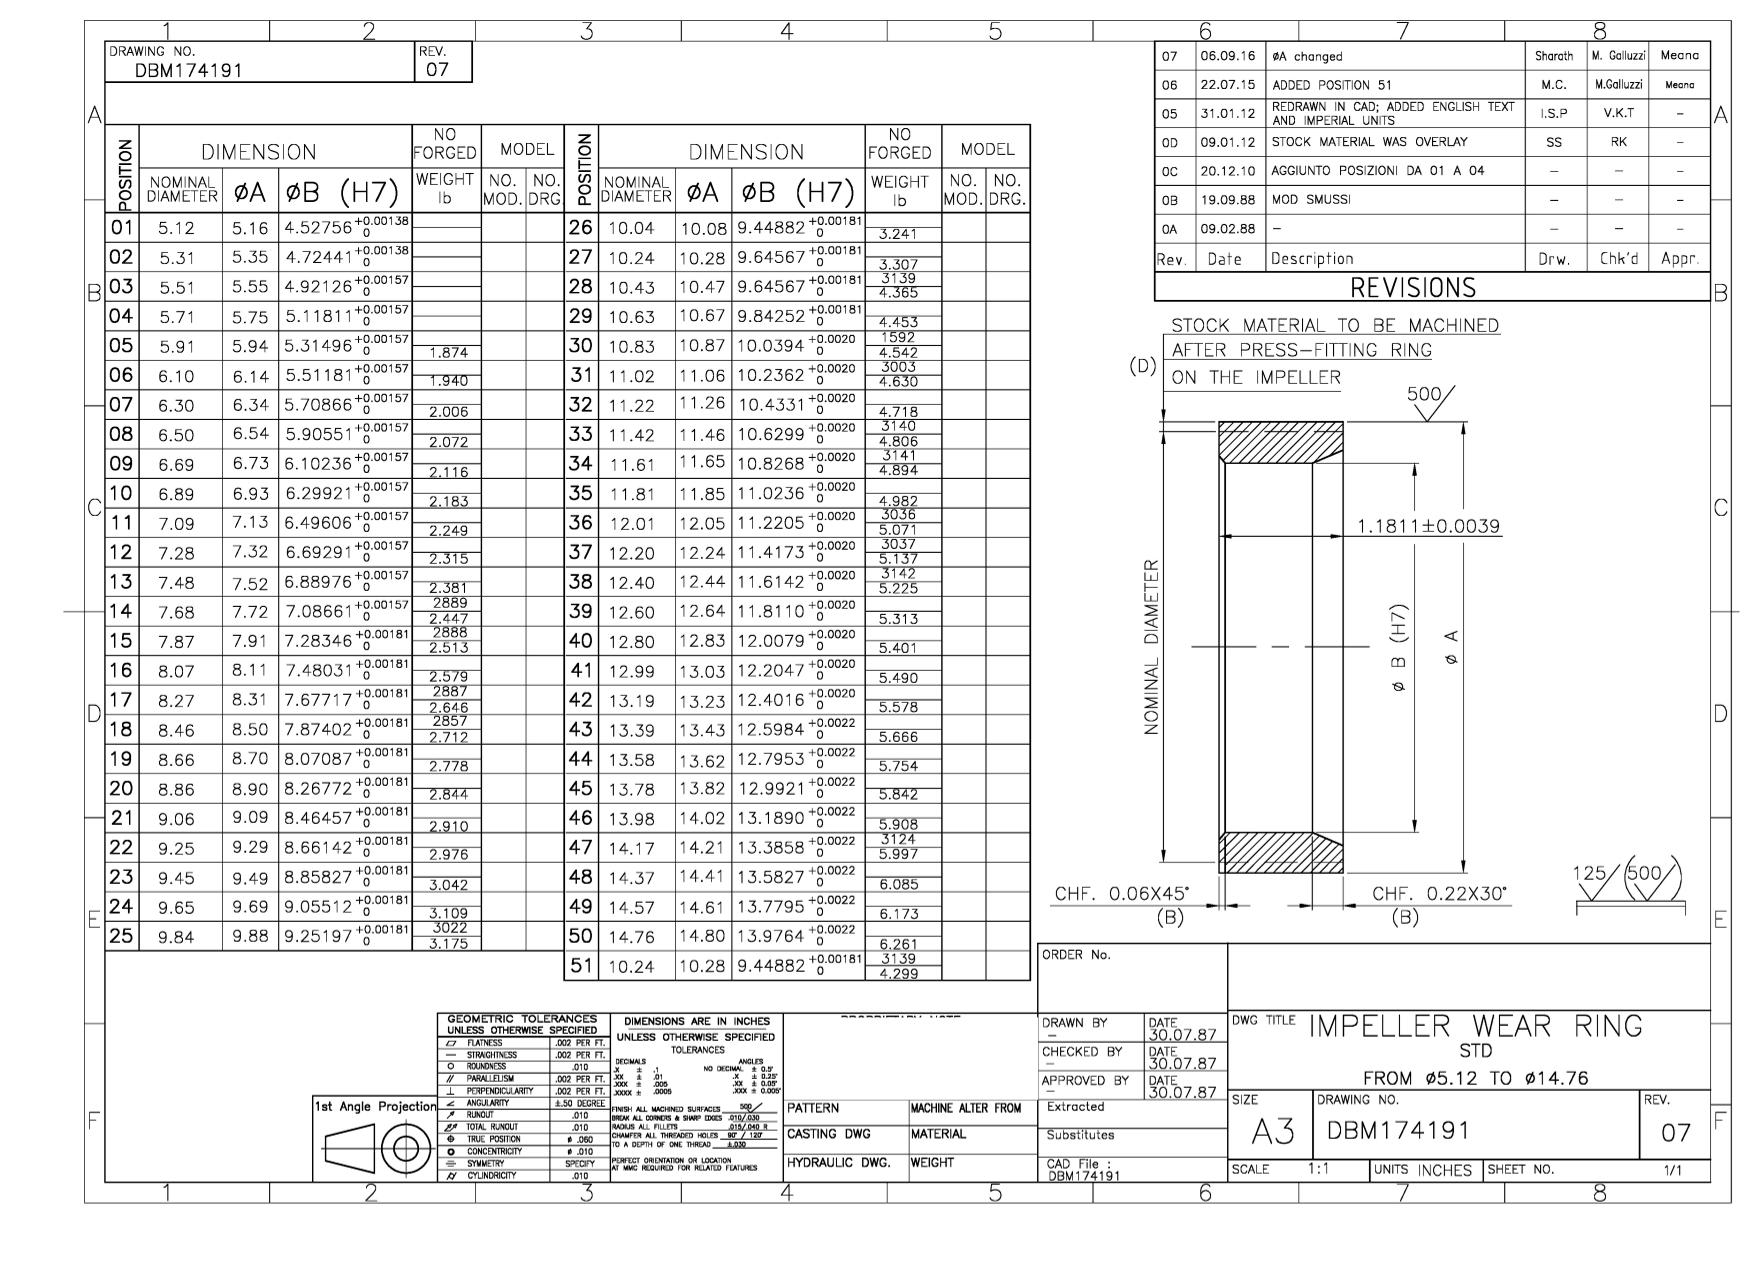 1 2 3 4 5 6 7 8
DRAWING NO. REV.
DBM174191 07
07 06.09.16 øA changed Sharath M. Galluzzi Meana
06 22.07.15 ADDED POSITION 51 M.C. M.Galluzzi Meana
05 31.01.12 REDRAWN IN CAD; ADDED ENGLISH TEXT AND IMPERIAL UNITS I.S.P V.K.T –
0D 09.01.12 STOCK MATERIAL WAS OVERLAY SS RK –
0C 20.12.10 AGGIUNTO POSIZIONI DA 01 A 04 – – –
0B 19.09.88 MOD SMUSSI – – –
0A 09.02.88 – – – –
Rev. Date Description Drw. Chk'd Appr.
REVISIONS
A B C D E F
POSITION DIMENSION NO FORGED MODEL
NOMINAL DIAMETER øA øB (H7) WEIGHT lb NO. MOD. NO. DRG.
01 5.12 5.16 4.52756 +0.00138 0
02 5.31 5.35 4.72441 +0.00138 0
03 5.51 5.55 4.92126 +0.00157 0
04 5.71 5.75 5.11811 +0.00157 0
05 5.91 5.94 5.31496 +0.00157 0 1.874
06 6.10 6.14 5.51181 +0.00157 0 1.940
07 6.30 6.34 5.70866 +0.00157 0 2.006
08 6.50 6.54 5.90551 +0.00157 0 2.072
09 6.69 6.73 6.10236 +0.00157 0 2.116
10 6.89 6.93 6.29921 +0.00157 0 2.183
11 7.09 7.13 6.49606 +0.00157 0 2.249
12 7.28 7.32 6.69291 +0.00157 0 2.315
13 7.48 7.52 6.88976 +0.00157 0 2.381
14 7.68 7.72 7.08661 +0.00157 0 2889 2.447
15 7.87 7.91 7.28346 +0.00181 0 2888 2.513
16 8.07 8.11 7.48031 +0.00181 0 2.579
17 8.27 8.31 7.67717 +0.00181 0 2887 2.646
18 8.46 8.50 7.87402 +0.00181 0 2857 2.712
19 8.66 8.70 8.07087 +0.00181 0 2.778
20 8.86 8.90 8.26772 +0.00181 0 2.844
21 9.06 9.09 8.46457 +0.00181 0 2.910
22 9.25 9.29 8.66142 +0.00181 0 2.976
23 9.45 9.49 8.85827 +0.00181 0 3.042
24 9.65 9.69 9.05512 +0.00181 0 3.109
25 9.84 9.88 9.25197 +0.00181 0 3022 3.175
POSITION DIMENSION NO FORGED MODEL
NOMINAL DIAMETER øA øB (H7) WEIGHT lb NO. MOD. NO. DRG.
26 10.04 10.08 9.44882 +0.00181 0 3.241
27 10.24 10.28 9.64567 +0.00181 0 3.307
28 10.43 10.47 9.64567 +0.00181 0 3139 4.365
29 10.63 10.67 9.84252 +0.00181 0 4.453
30 10.83 10.87 10.0394 +0.0020 0 1592 4.542
31 11.02 11.06 10.2362 +0.0020 0 3003 4.630
32 11.22 11.26 10.4331 +0.0020 0 4.718
33 11.42 11.46 10.6299 +0.0020 0 3140 4.806
34 11.61 11.65 10.8268 +0.0020 0 3141 4.894
35 11.81 11.85 11.0236 +0.0020 0 4.982
36 12.01 12.05 11.2205 +0.0020 0 3036 5.071
37 12.20 12.24 11.4173 +0.0020 0 3037 5.137
38 12.40 12.44 11.6142 +0.0020 0 3142 5.225
39 12.60 12.64 11.8110 +0.0020 0 5.313
40 12.80 12.83 12.0079 +0.0020 0 5.401
41 12.99 13.03 12.2047 +0.0020 0 5.490
42 13.19 13.23 12.4016 +0.0020 0 5.578
43 13.39 13.43 12.5984 +0.0022 0 5.666
44 13.58 13.62 12.7953 +0.0022 0 5.754
45 13.78 13.82 12.9921 +0.0022 0 5.842
46 13.98 14.02 13.1890 +0.0022 0 5.908
47 14.17 14.21 13.3858 +0.0022 0 3124 5.997
48 14.37 14.41 13.5827 +0.0022 0 6.085
49 14.57 14.61 13.7795 +0.0022 0 6.173
50 14.76 14.80 13.9764 +0.0022 0 6.261
51 10.24 10.28 9.44882 +0.00181 0 3139 4.299
STOCK MATERIAL TO BE MACHINED
(D) AFTER PRESS–FITTING RING
ON THE IMPELLER
500
1.1811±0.0039
NOMINAL DIAMETER
ø B (H7)
ø A
125 (500)
CHF. 0.06X45° CHF. 0.22X30°
(B) (B)
A B C D E F
1st Angle Projection
GEOMETRIC TOLERANCES
UNLESS OTHERWISE SPECIFIED
FLATNESS .002 PER FT.
STRAIGHTNESS .002 PER FT.
ROUNDNESS .010
PARALLELISM .002 PER FT.
PERPENDICULARITY .002 PER FT.
ANGULARITY ±.50 DEGREE
RUNOUT .010
TOTAL RUNOUT .010
TRUE POSITION ø .060
CONCENTRICITY ø .010
SYMMETRY SPECIFY
CYLINDRICITY .010
DIMENSIONS ARE IN INCHES
UNLESS OTHERWISE SPECIFIED
TOLERANCES
DECIMALS ANGLES
.X ± .1 NO DECIMAL ± 0.5°
.XX ± .01 .X ± 0.25°
.XXX ± .005 .XX ± 0.05°
.XXXX ± .0005 .XXX ± 0.005°
FINISH ALL MACHINED SURFACES 500
BREAK ALL CORNERS & SHARP EDGES .010/.030
RADIUS ALL FILLETS .015/.040 R
CHAMFER ALL THREADED HOLES 90° / 120°
TO A DEPTH OF ONE THREAD ±.030
PERFECT ORIENTATION OR LOCATION
AT MMC REQUIRED FOR RELATED FEATURES
PATTERN MACHINE ALTER FROM
CASTING DWG MATERIAL
HYDRAULIC DWG. WEIGHT
ORDER No.
DRAWN BY – DATE 30.07.87
CHECKED BY – DATE 30.07.87
APPROVED BY – DATE 30.07.87
Extracted
Substitutes
CAD File :
DBM174191
DWG TITLE IMPELLER WEAR RING
STD
FROM ø5.12 TO ø14.76
SIZE DRAWING NO. REV.
A3 DBM174191 07
SCALE 1:1 UNITS INCHES SHEET NO. 1/1
1 2 3 4 5 6 7 8